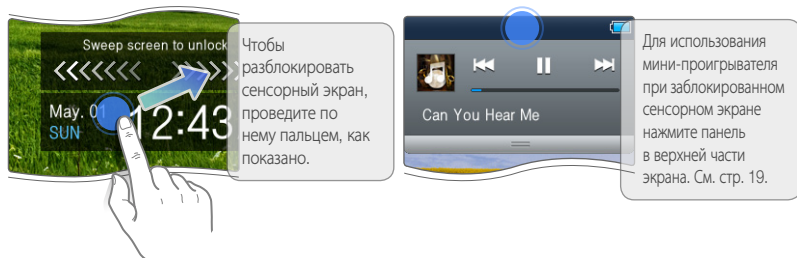 Sweep screen to unlock
May. 01
SUN
12:43
Чтобы
разблокировать
сенсорный экран,
проведите по
нему пальцем, как
показано.
Can You Hear Me
Для использования
мини-проигрывателя
при заблокированном
сенсорном экране
нажмите панель
в верхней части
экрана. См. стр. 19.